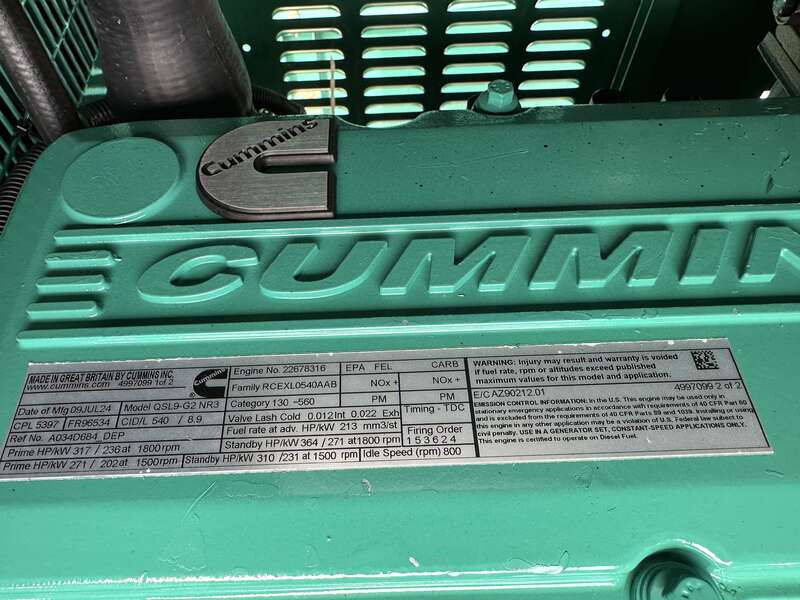 Cummins
CUMMIN
MADE IN GREAT BRITAIN BY CUMMINS INC.
www.cummins.com 4997099 1of 2
Cummins
Date of Mfg 09JUL24 Model QSL9-G2 NR3
CPL 5397 FR96534 CID/L 540 / 8.9
Ref No. A034D684_DEP
Prime HP/kW 317 / 236 at 1800 rpm
Prime HP/kW 271 / 202 at 1500rpm
Engine No. 22678316
Family RCEXL0540AAB
Category 130 -560
Valve Lash Cold 0.012 Int 0.022 Exh
Fuel rate at adv. HP/kW 213 mm3/st
Standby HP/kW 364 / 271 at1800 rpm
Standby HP/kW 310 /231 at 1500 rpm
EPA FEL CARB
NOx +
PM
NOx +
PM
Timing - TDC
Firing Order
1 5 3 6 2 4
Idle Speed (rpm) 800
WARNING: Injury may result and warranty is voided
if fuel rate, rpm or altitudes exceed published
maximum values for this model and application.
E/C AZ90212.01 4997099 2 of 2
EMISSION CONTROL INFORMATION: In the U.S. this engine may be used only in
stationary emergency applications in accordance with requirements of 40 CFR Part 60
and is excluded from the requirements of 40 CFR Parts 89 and 1039. Installing or using
this engine in any other application may be a violation of U.S. Federal law subject to
civil penalty. USE IN A GENERATOR SET, CONSTANT-SPEED APPLICATIONS ONLY.
This engine is certified to operate on Diesel Fuel.